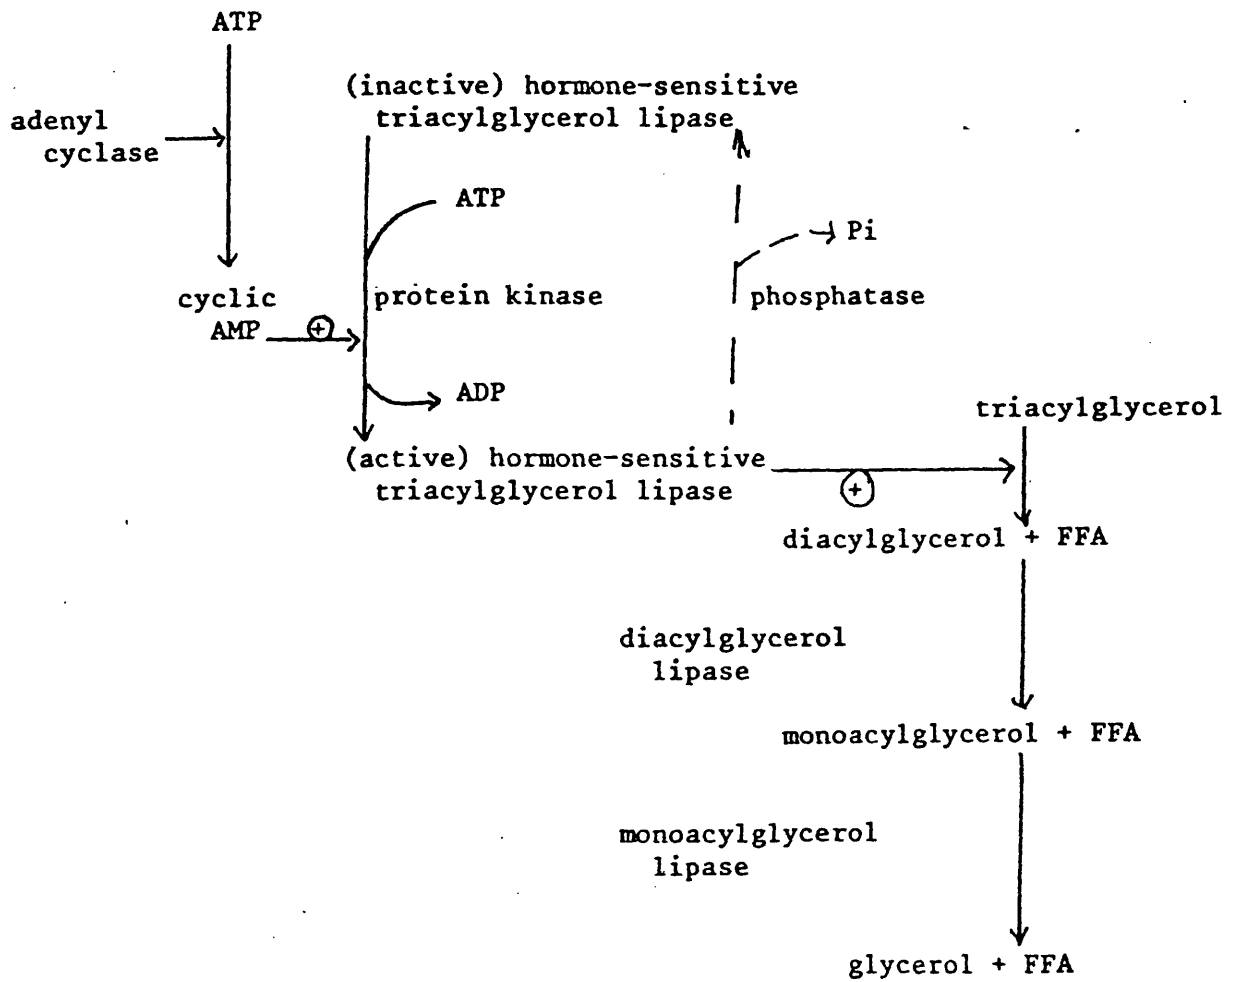 ATP
(inactive) hormone-sensitive
triacylglycerol lipase
adenyl
cyclase
ATP
Pi
cyclic
AMP
+
protein kinase
phosphatase
ADP
triacylglycerol
(active) hormone-sensitive
triacylglycerol lipase
+
diacylglycerol + FFA
diacylglycerol
lipase
monoacylglycerol + FFA
monoacylglycerol
lipase
glycerol + FFA